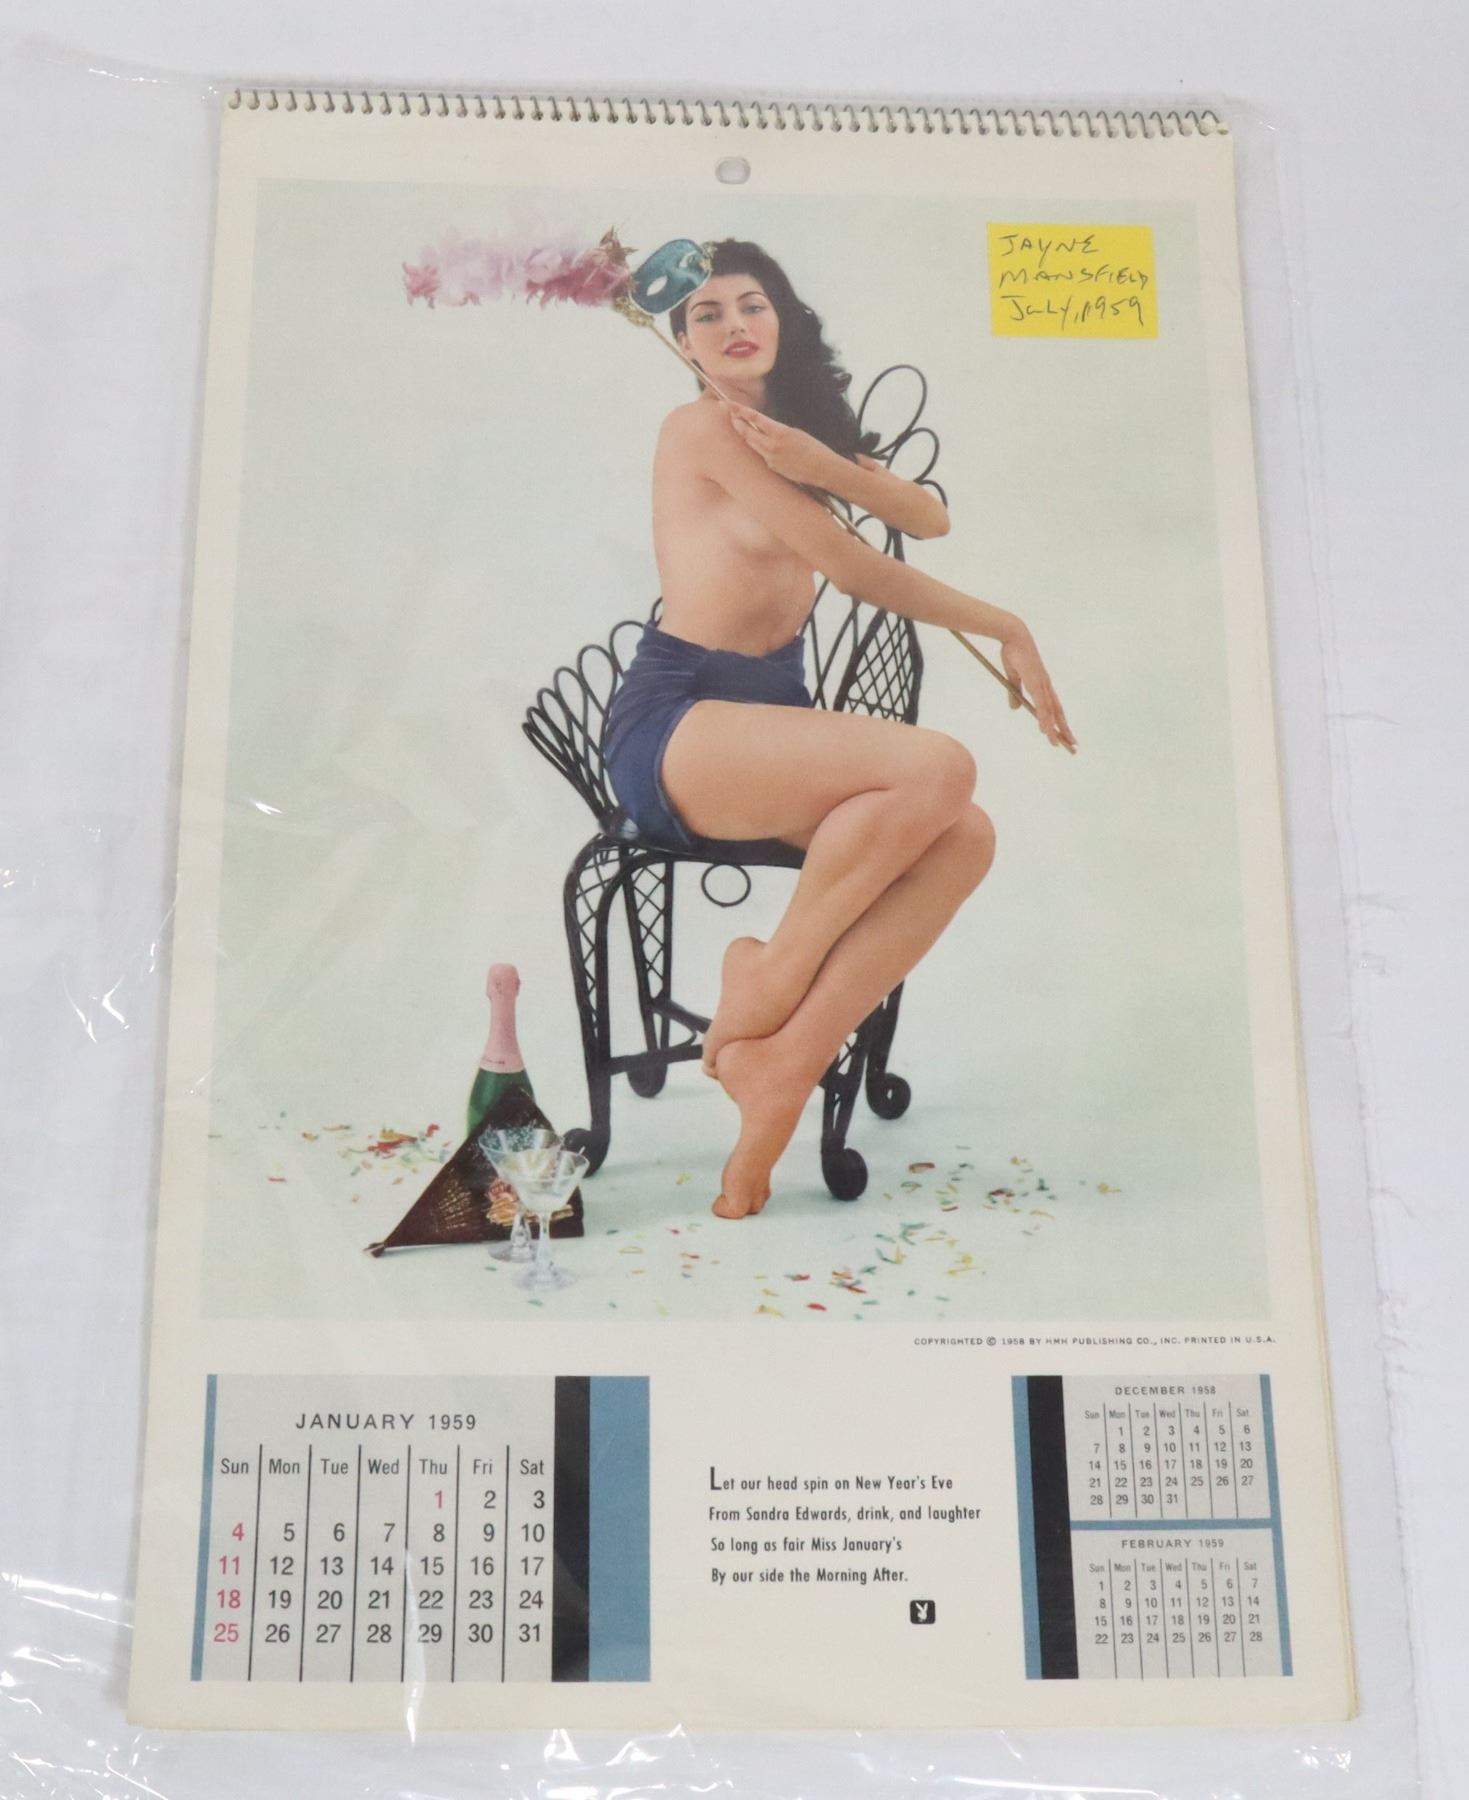 JAYNE
MANSFIELD
JULY, 1959
COPYRIGHTED © 1958 BY HMH PUBLISHING CO., INC. PRINTED IN U.S.A.
JANUARY 1959
Sun Mon Tue Wed Thu Fri Sat
1 2 3
4 5 6 7 8 9 10
11 12 13 14 15 16 17
18 19 20 21 22 23 24
25 26 27 28 29 30 31
Let our head spin on New Year's Eve
From Sandra Edwards, drink, and laughter
So long as fair Miss January's
By our side the Morning After.
DECEMBER 1958
Sun Mon Tue Wed Thu Fri Sat
1 2 3 4 5 6
7 8 9 10 11 12 13
14 15 16 17 18 19 20
21 22 23 24 25 26 27
28 29 30 31
FEBRUARY 1959
Sun Mon Tue Wed Thu Fri Sat
1 2 3 4 5 6 7
8 9 10 11 12 13 14
15 16 17 18 19 20 21
22 23 24 25 26 27 28